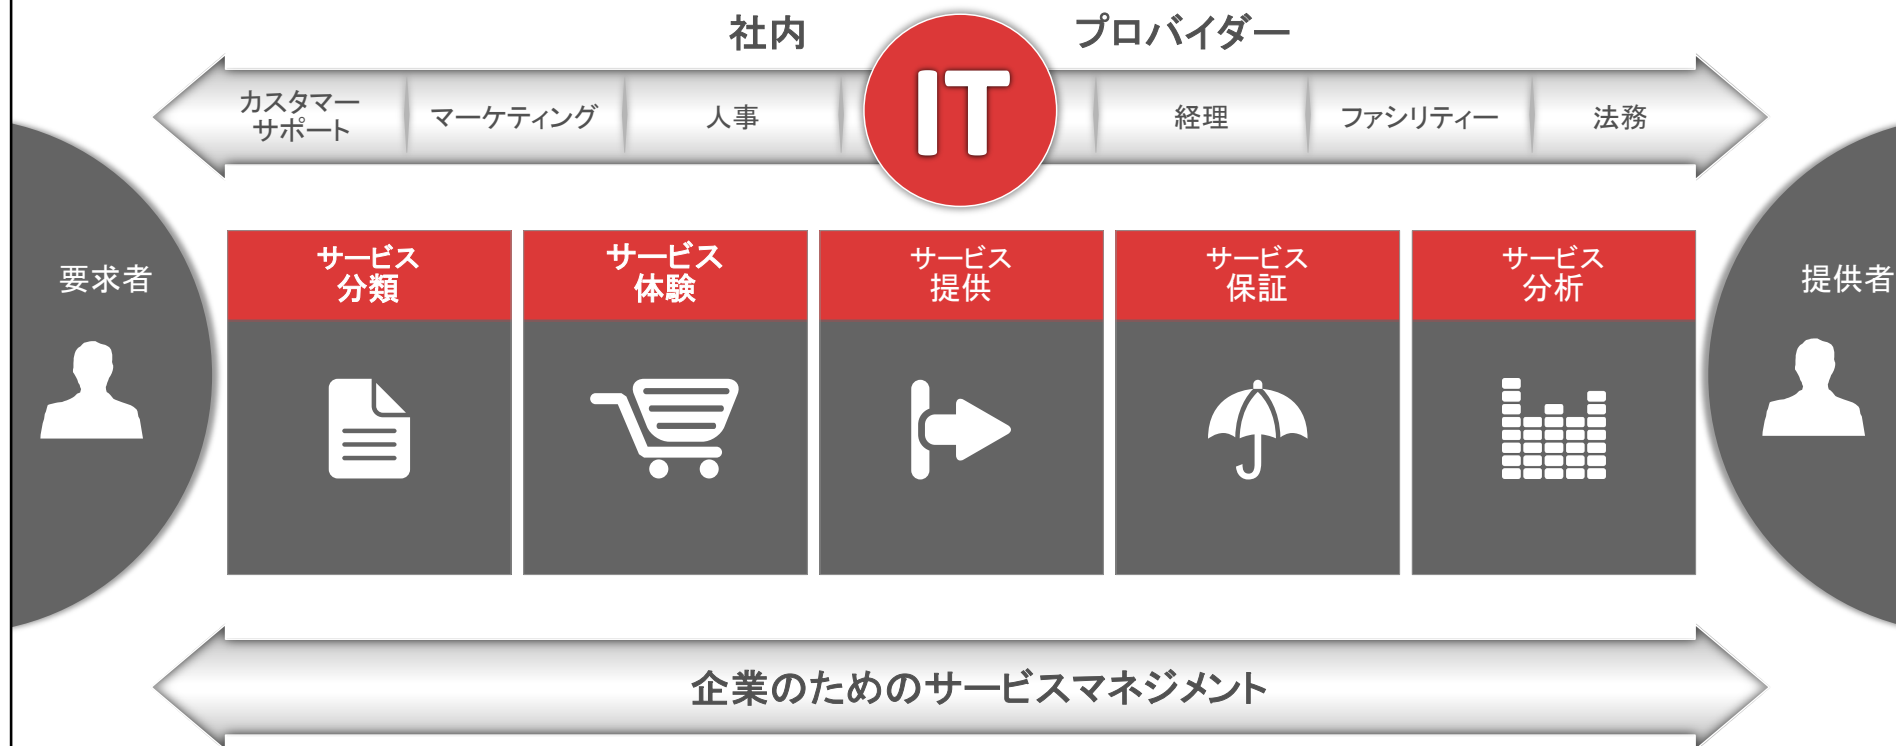 社内 IT プロバイダー
カスタマー
サポート
マーケティング
人事
経理
ファシリティー
法務
要求者
サービス
分類
サービス
体験
サービス
提供
サービス
保証
サービス
分析
提供者
企業のためのサービスマネジメント